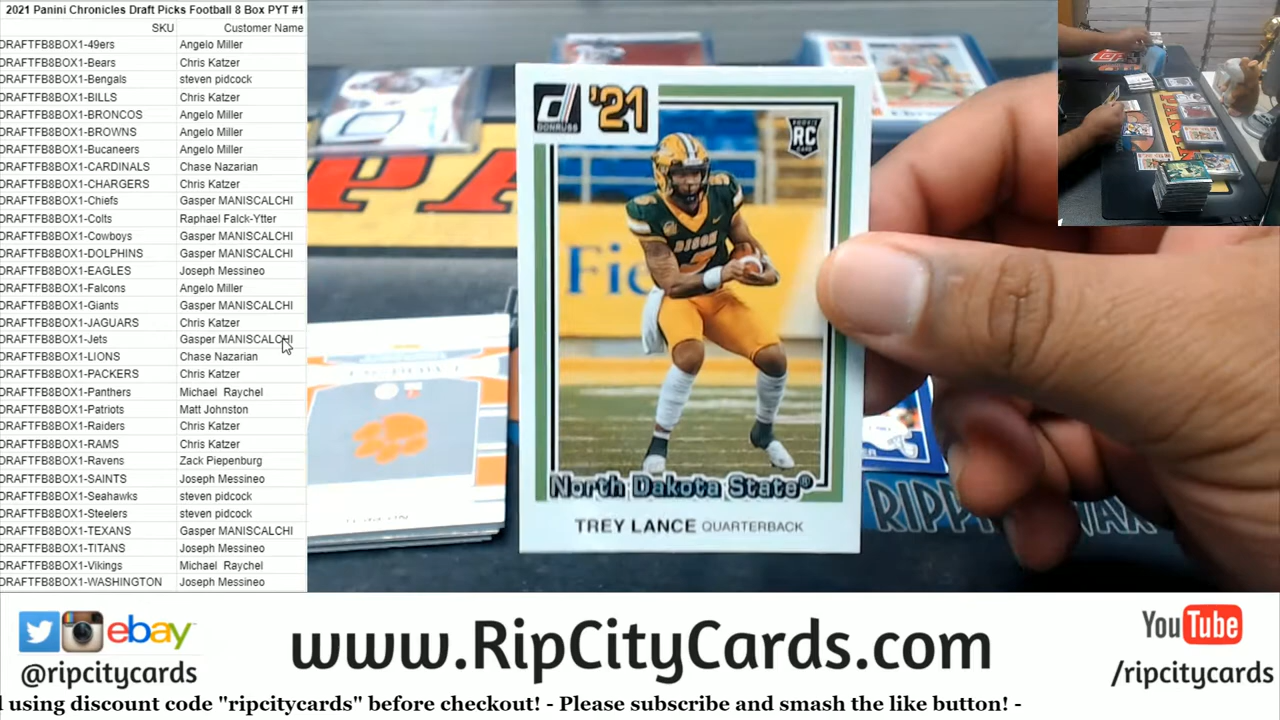 2021 Panini Chronicles Draft Picks Football 8 Box PYT #1
SKU Customer Name
DRAFTFB8BOX1-49ers Angelo Miller
DRAFTFB8BOX1-Bears Chris Katzer
DRAFTFB8BOX1-Bengals steven pidcock
DRAFTFB8BOX1-BILLS Chris Katzer
DRAFTFB8BOX1-BRONCOS Angelo Miller
DRAFTFB8BOX1-BROWNS Angelo Miller
DRAFTFB8BOX1-Bucaneers Angelo Miller
DRAFTFB8BOX1-CARDINALS Chase Nazarian
DRAFTFB8BOX1-CHARGERS Chris Katzer
DRAFTFB8BOX1-Chiefs Gasper MANISCALCHI
DRAFTFB8BOX1-Colts Raphael Falck-Ytter
DRAFTFB8BOX1-Cowboys Gasper MANISCALCHI
DRAFTFB8BOX1-DOLPHINS Gasper MANISCALCHI
DRAFTFB8BOX1-EAGLES Joseph Messineo
DRAFTFB8BOX1-Falcons Angelo Miller
DRAFTFB8BOX1-Giants Gasper MANISCALCHI
DRAFTFB8BOX1-JAGUARS Chris Katzer
DRAFTFB8BOX1-Jets Gasper MANISCALCHI
DRAFTFB8BOX1-LIONS Chase Nazarian
DRAFTFB8BOX1-PACKERS Chris Katzer
DRAFTFB8BOX1-Panthers Michael Raychel
DRAFTFB8BOX1-Patriots Matt Johnston
DRAFTFB8BOX1-Raiders Chris Katzer
DRAFTFB8BOX1-RAMS Chris Katzer
DRAFTFB8BOX1-Ravens Zack Piepenburg
DRAFTFB8BOX1-SAINTS Joseph Messineo
DRAFTFB8BOX1-Seahawks steven pidcock
DRAFTFB8BOX1-Steelers steven pidcock
DRAFTFB8BOX1-TEXANS Gasper MANISCALCHI
DRAFTFB8BOX1-TITANS Joseph Messineo
DRAFTFB8BOX1-Vikings Michael Raychel
DRAFTFB8BOX1-WASHINGTON Joseph Messineo
DONRUSS '21
ROOKIE
RC
CARD
BISON
Fie
North Dakota State®
TREY LANCE QUARTERBACK
ebay
@ripcitycards
www.RipCityCards.com
YouTube
/ripcitycards
using discount code "ripcitycards" before checkout! - Please subscribe and smash the like button! -